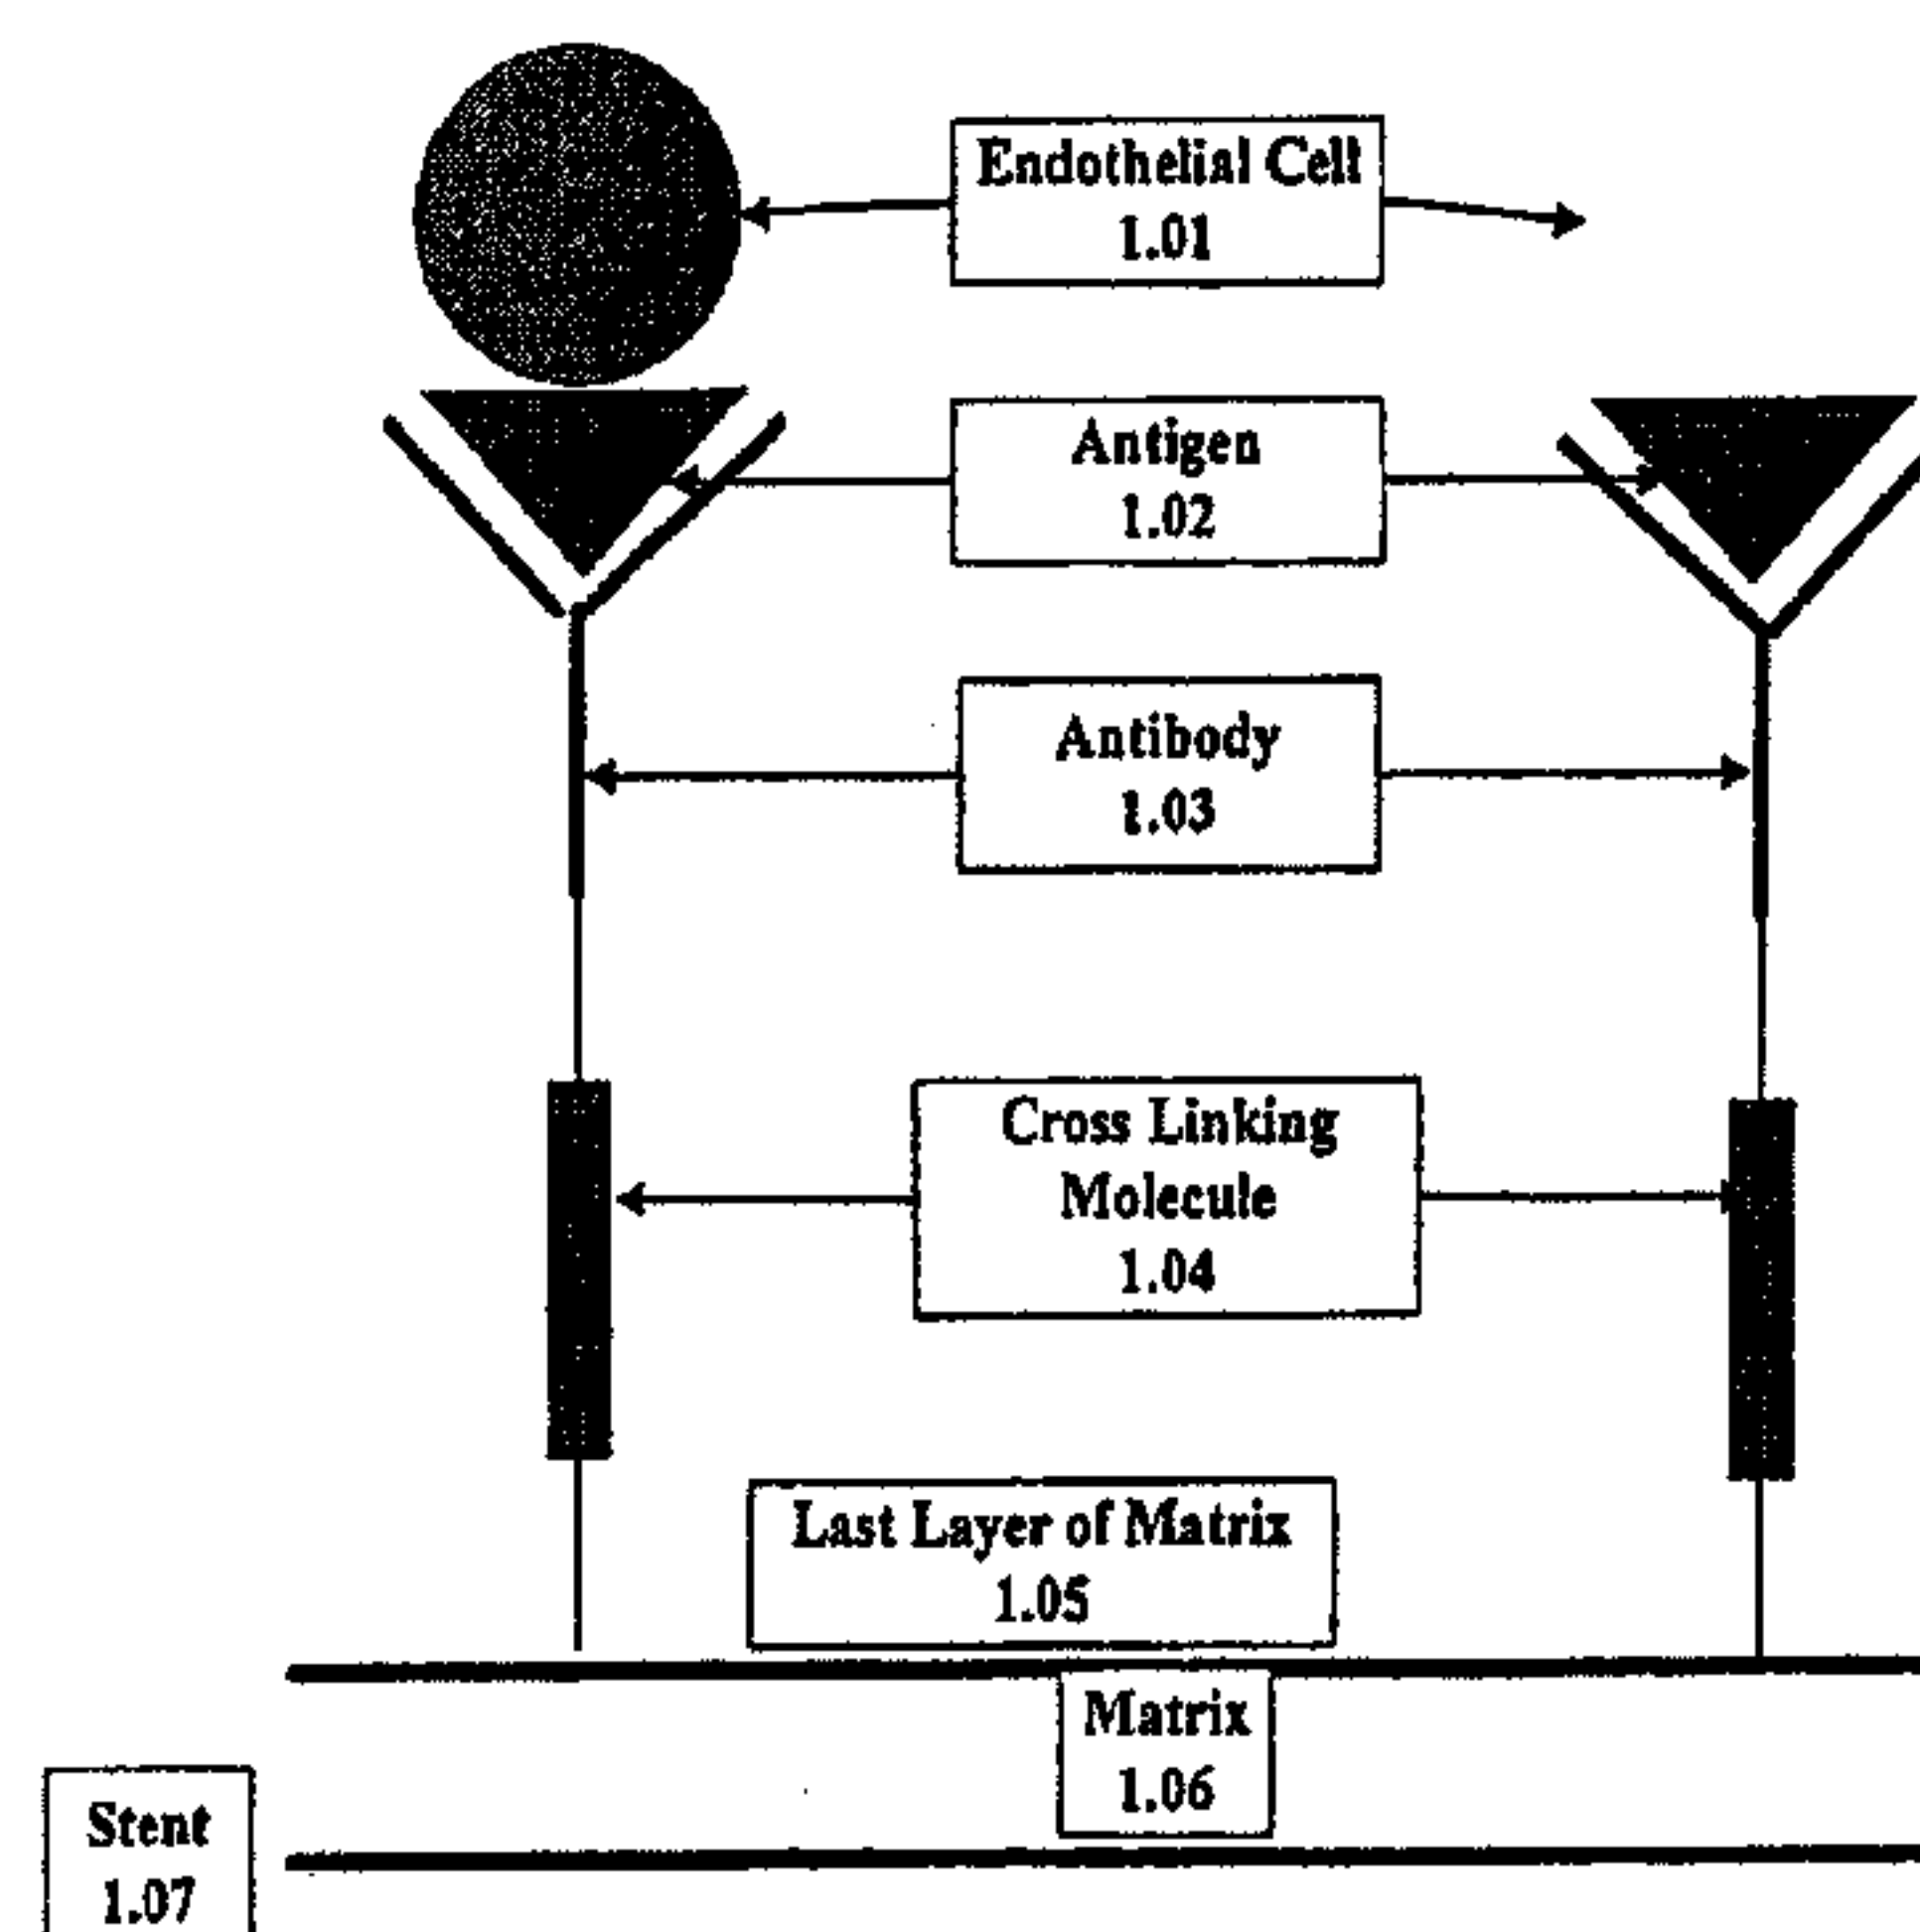 Endothelial Cell
1.01
Antigen
1.02
Antibody
1.03
Cross Linking
Molecule
1.04
Last Layer of Matrix
1.05
Matrix
1.06
Stent
1.07